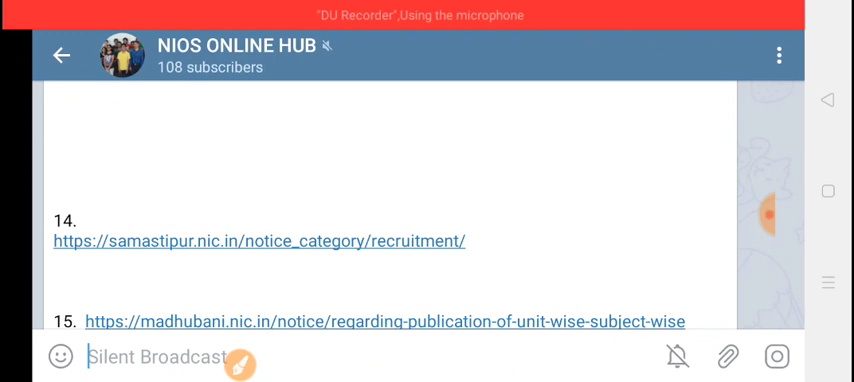 "DU Recorder",Using the microphone
NIOS ONLINE HUB
108 subscribers
14.
https://samastipur.nic.in/notice_category/recruitment/
15. https://madhubani.nic.in/notice/regarding-publication-of-unit-wise-subject-wise
Silent Broadcast